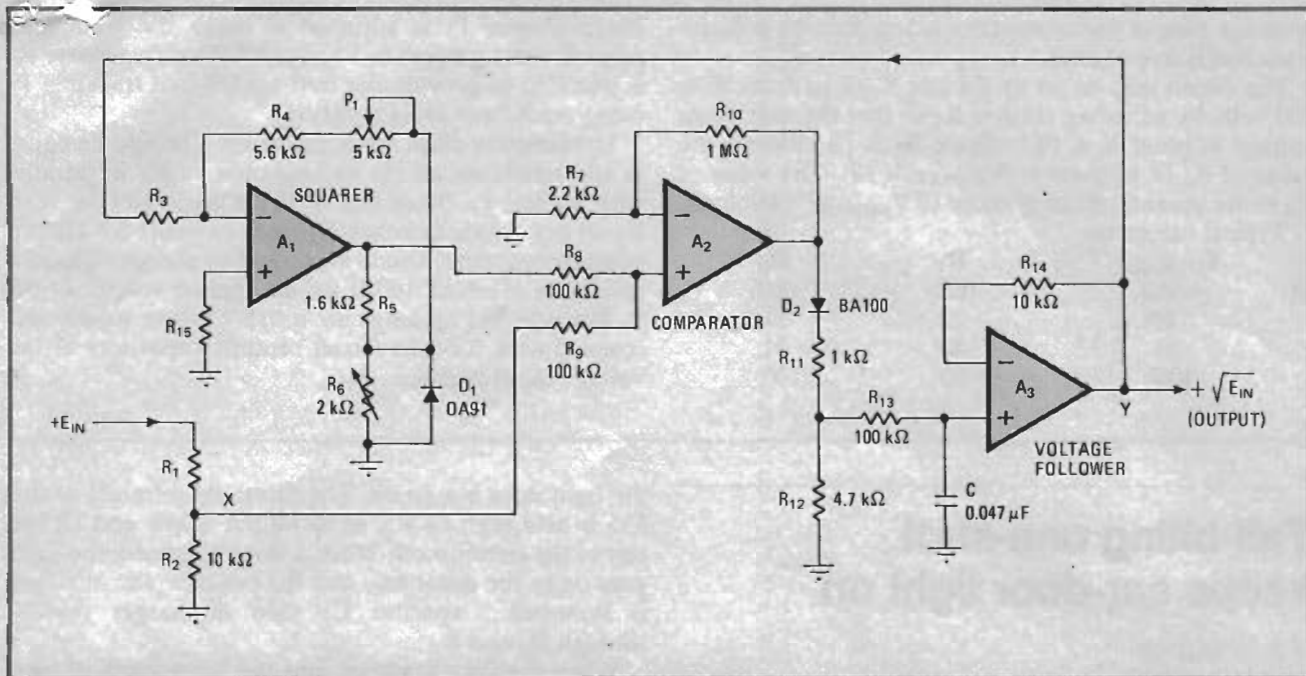 P₁
R₄
5.6 kΩ
5 kΩ
R₁₀
1 MΩ
SQUARER
R₃
−
A₁
+
R₇
2.2 kΩ
−
A₂
+
R₈
100 kΩ
COMPARATOR
R₁₅
1.6 kΩ
R₅
R₉
100 kΩ
D₂
BA100
R₁₄
10 kΩ
R₆
2 kΩ
D₁
OA91
R₁₁
1 kΩ
−
A₃
+
Y
+ √E_IN
(OUTPUT)
R₁₃
100 kΩ
VOLTAGE
FOLLOWER
+E_IN
R₁
X
R₂
10 kΩ
R₁₂
4.7 kΩ
C
0.047 µF